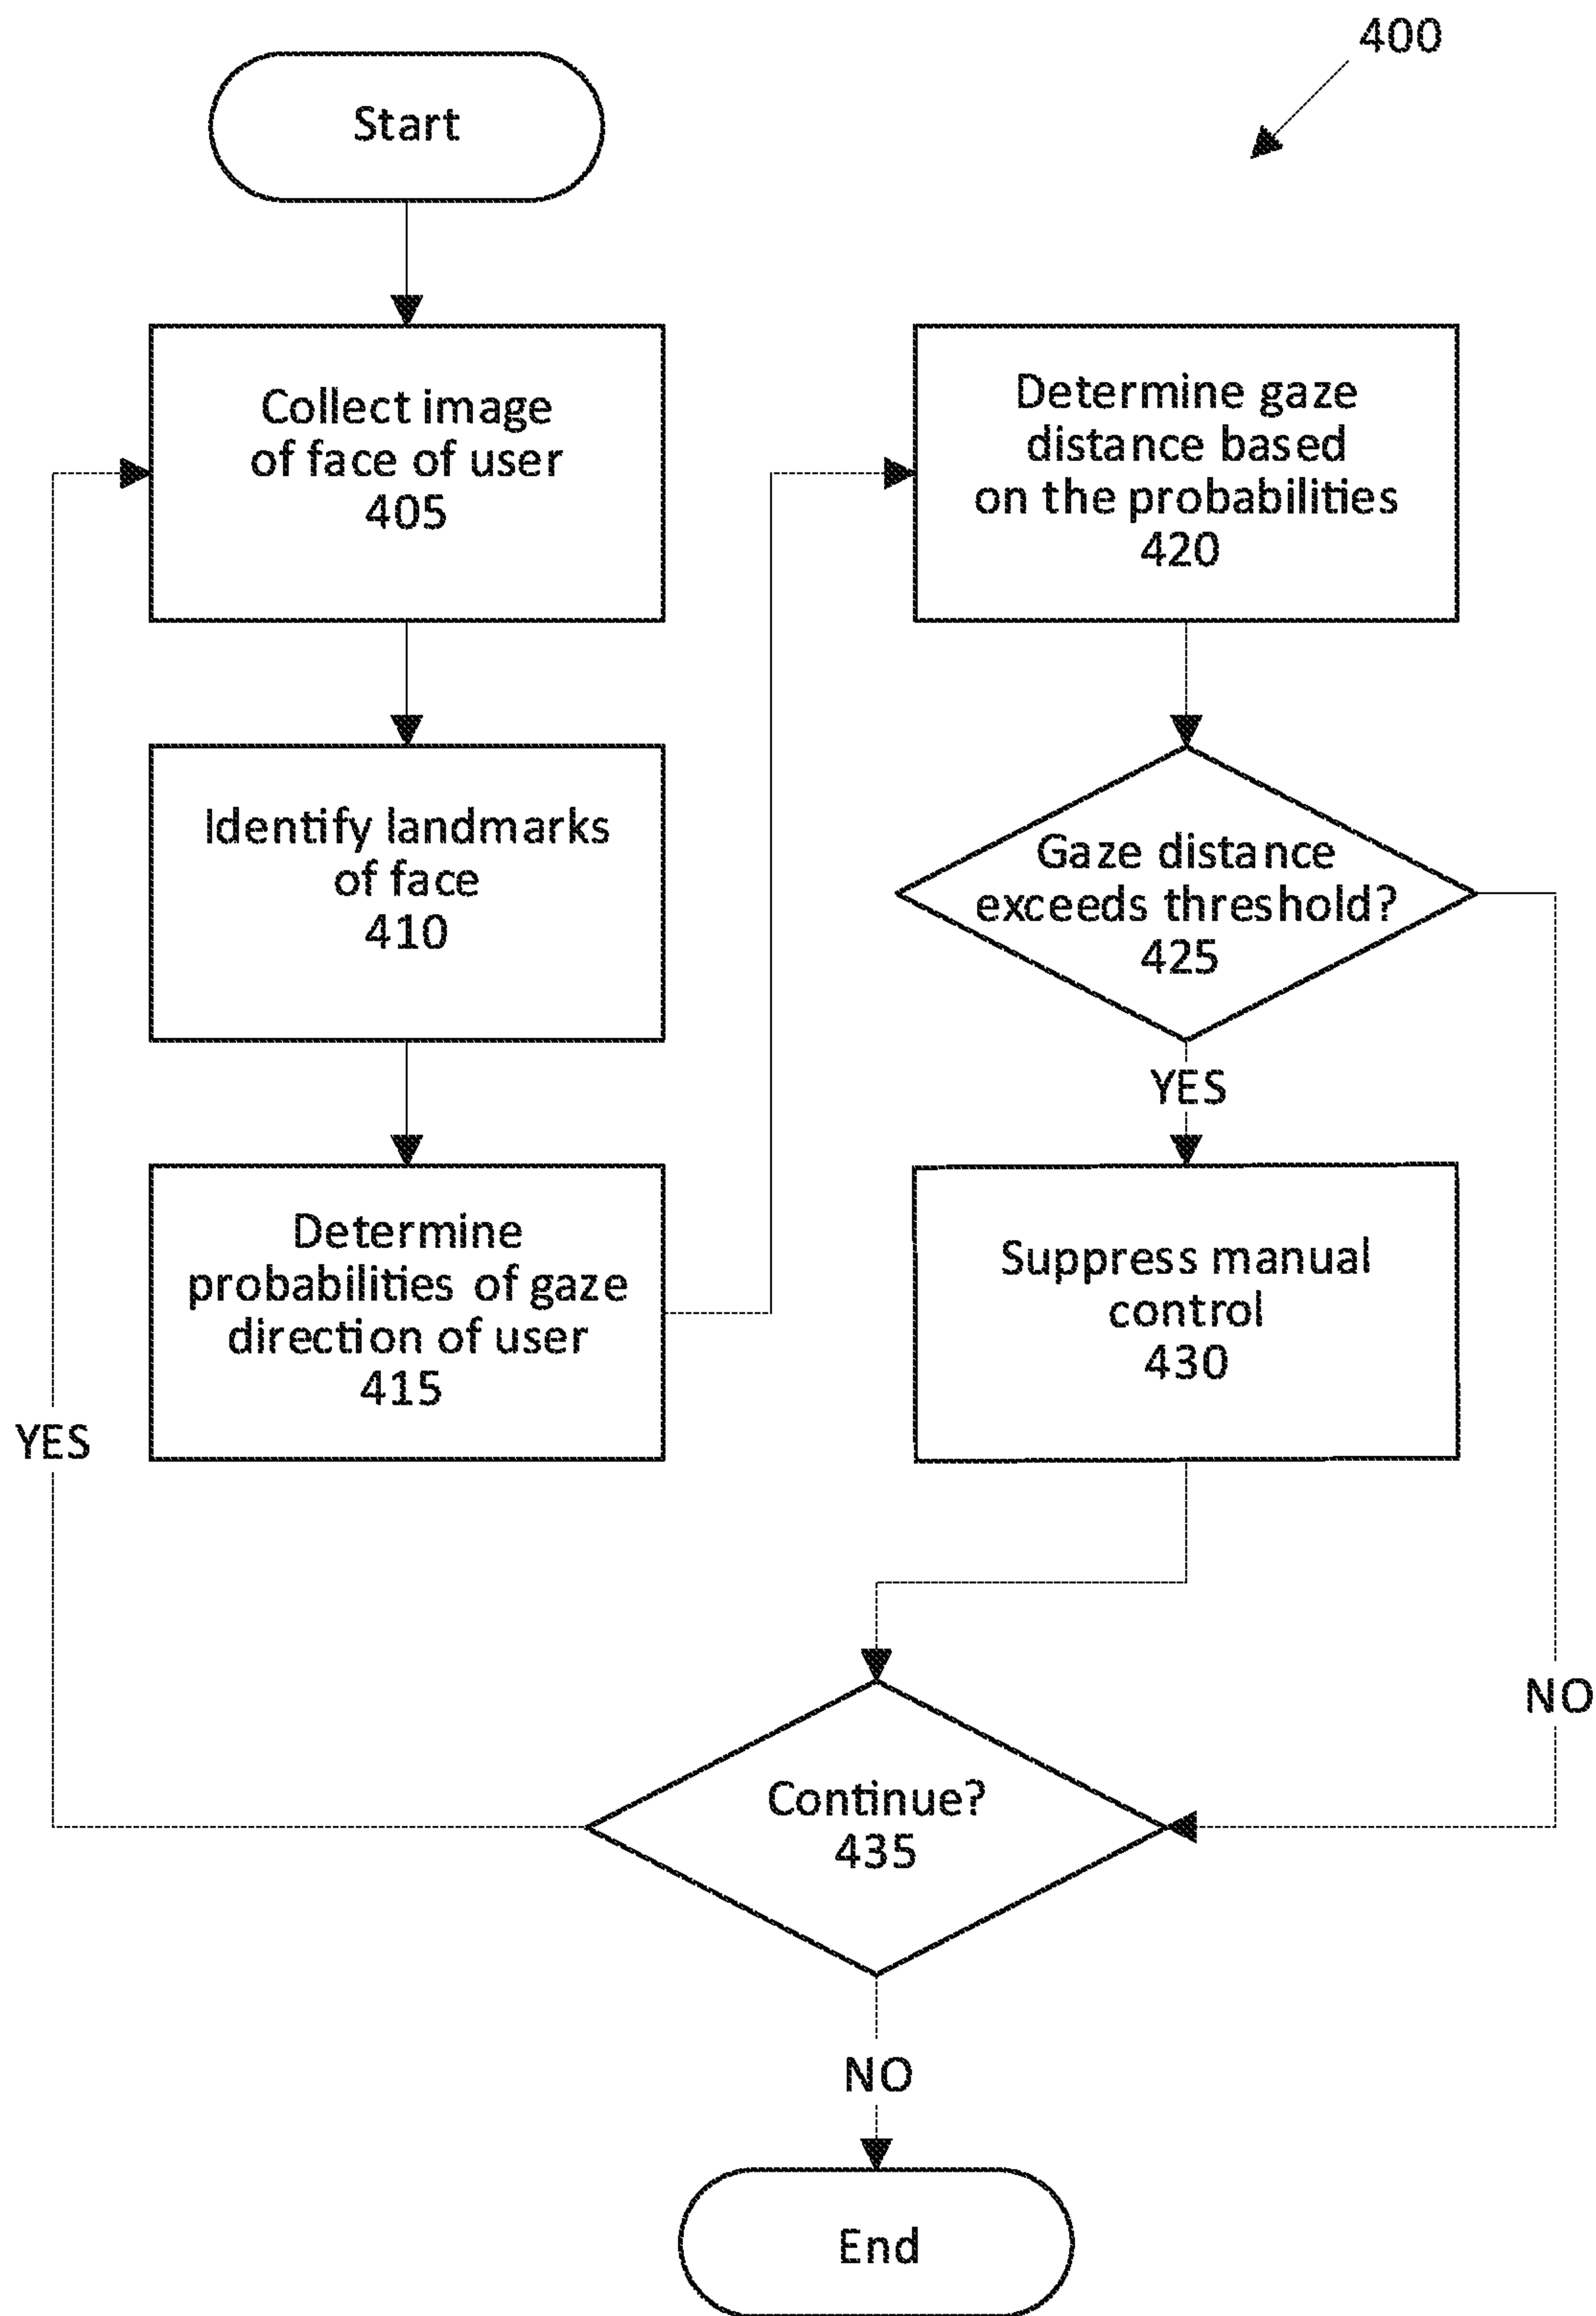 400
Start
Collect image
of face of user
405
Identify landmarks
of face
410
Determine
probabilities of gaze
direction of user
415
Determine gaze
distance based
on the probabilities
420
Gaze distance
exceeds threshold?
425
YES
Suppress manual
control
430
YES
NO
Continue?
435
NO
End